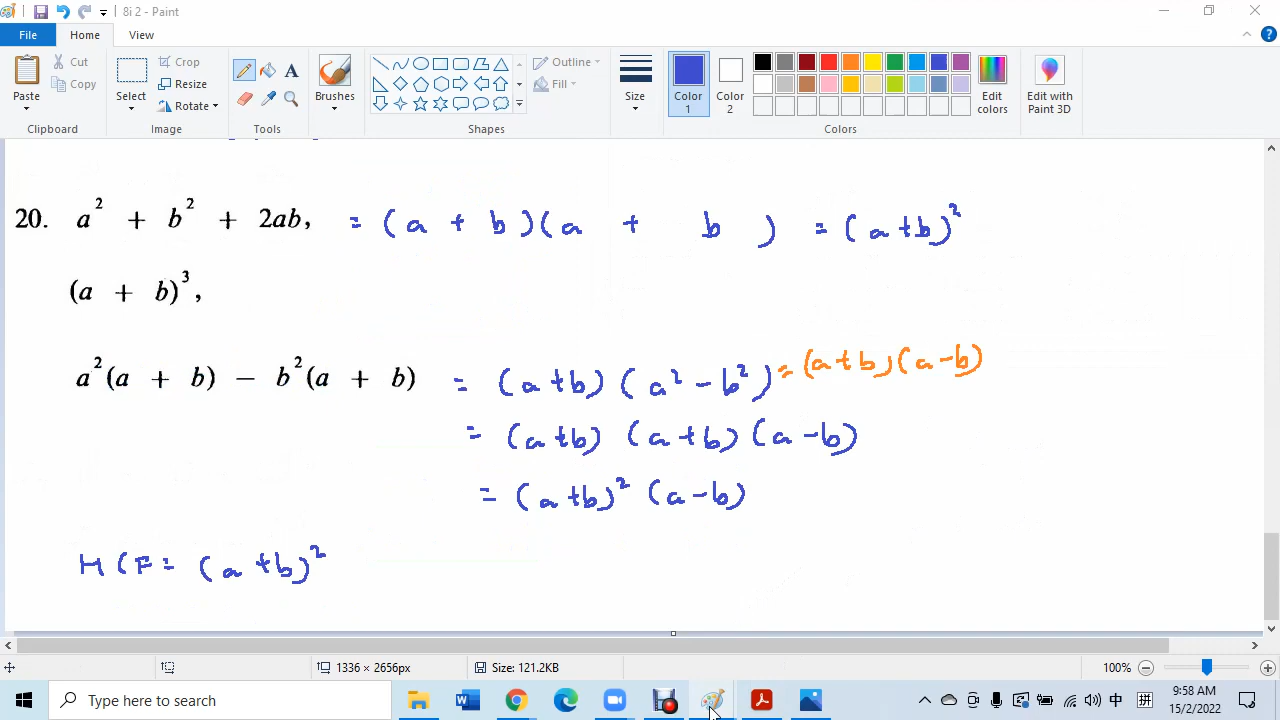 8i 2 - Paint
File Home View
Paste Cut Copy Clipboard
Select Crop Resize Rotate Image
Tools
Brushes
Shapes Outline Fill
Size
Color 1 Color 2 Colors Edit colors
Edit with Paint 3D
20. a² + b² + 2ab, = (a + b)(a + b) = (a+b)²
(a + b)³,
a²(a + b) − b²(a + b) = (a+b)(a² − b²) = (a+b)(a−b)
= (a+b)(a+b)(a−b)
= (a+b)²(a−b)
HCF = (a+b)²
1336 × 2656px Size: 121.2KB 100%
Type here to search
中 拼 9:58 AM
15/2/2022